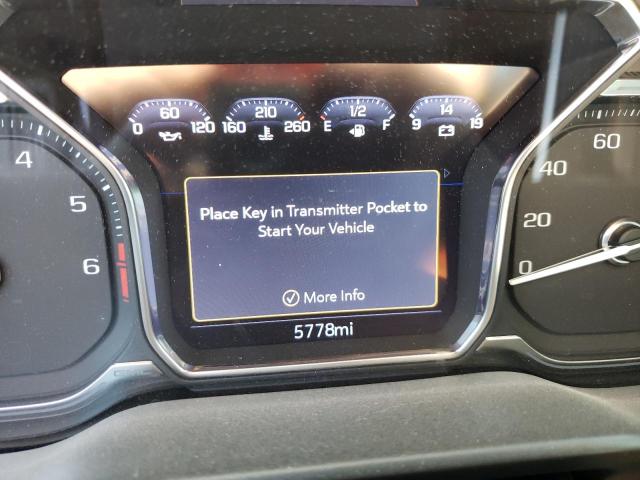 60
0 120
210
160 260
1/2
E F
14
9 19
4
5
6
Place Key in Transmitter Pocket to
Start Your Vehicle
More Info
5778mi
60
40
20
0